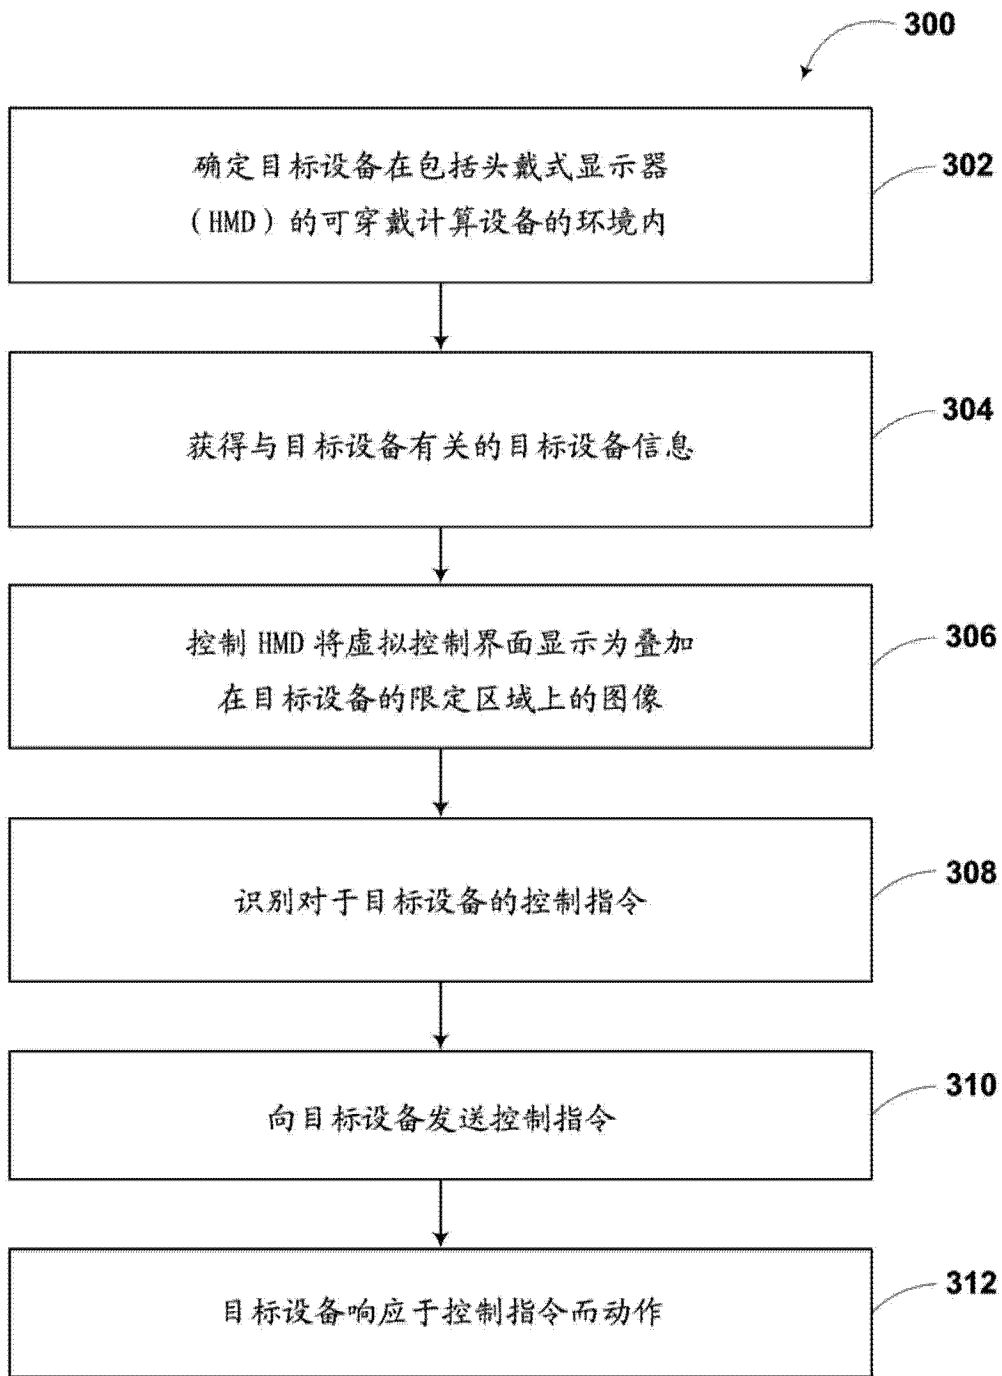 300
确定目标设备在包括头戴式显示器
(HMD)的可穿戴计算设备的环境内
302
获得与目标设备有关的目标设备信息
304
控制 HMD 将虚拟控制界面显示为叠加
在目标设备的限定区域上的图像
306
识别对于目标设备的控制指令
308
向目标设备发送控制指令
310
目标设备响应于控制指令而动作
312